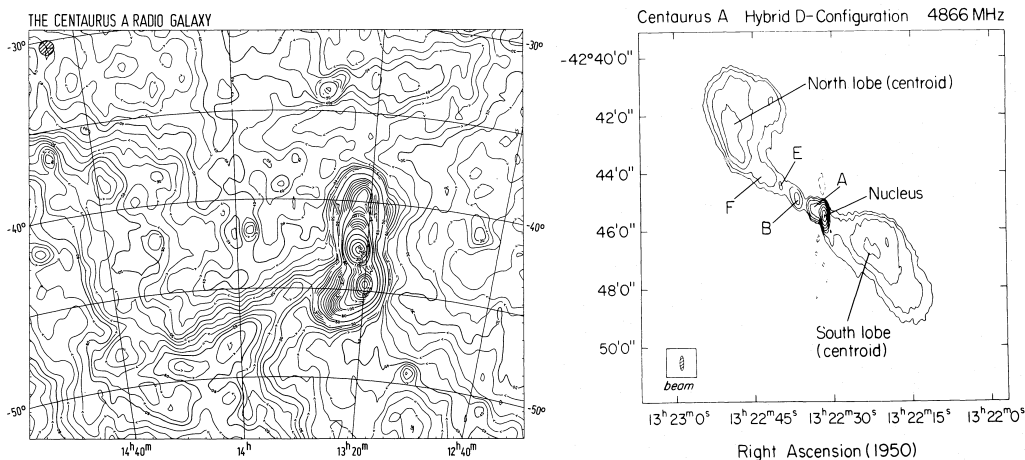 THE CENTAURUS A RADIO GALAXY
-30° -30°
-40° -40°
-50° -50°
14ʰ40ᵐ 14ʰ 13ʰ20ᵐ 12ʰ40ᵐ
Centaurus A Hybrid D-Configuration 4866 MHz
-42°40'0"
42'0"
44'0"
46'0"
48'0"
50'0"
North lobe (centroid)
E
A
Nucleus
F
B
South lobe
(centroid)
beam
13ʰ23ᵐ0ˢ 13ʰ22ᵐ45ˢ 13ʰ22ᵐ30ˢ 13ʰ22ᵐ15ˢ 13ʰ22ᵐ0ˢ
Right Ascension (1950)